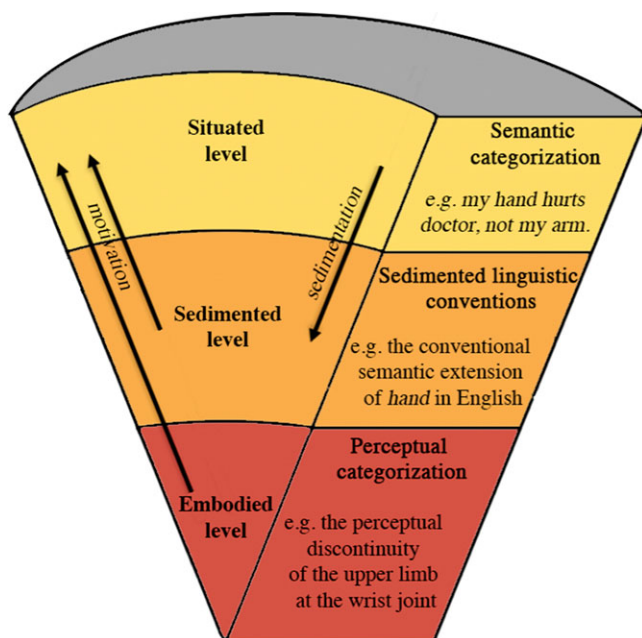 Situated
level
motivation
sedimentation
Semantic
categorization
e.g. my hand hurts
doctor, not my arm.
Sedimented
level
Sedimented linguistic
conventions
e.g. the conventional
semantic extension
of hand in English
Embodied
level
Perceptual
categorization
e.g. the perceptual
discontinuity
of the upper limb
at the wrist joint